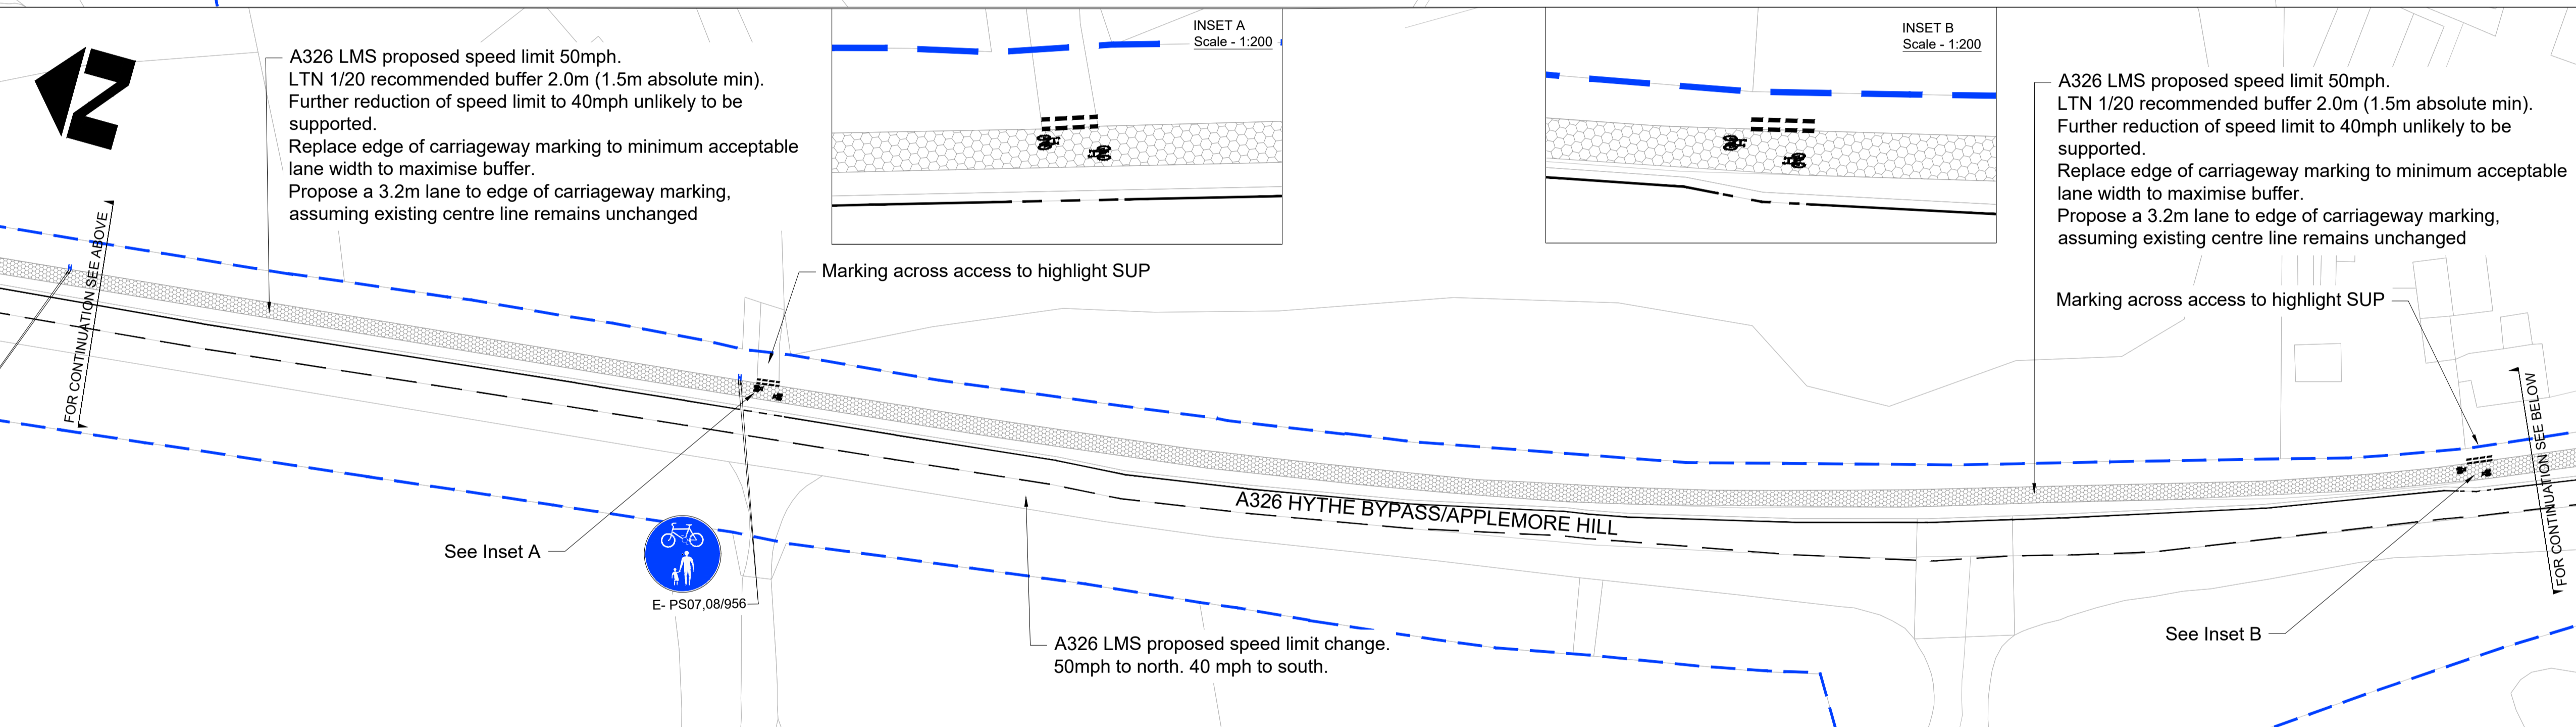 A326 LMS proposed speed limit 50mph.
LTN 1/20 recommended buffer 2.0m (1.5m absolute min).
Further reduction of speed limit to 40mph unlikely to be
supported.
Replace edge of carriageway marking to minimum acceptable
lane width to maximise buffer.
Propose a 3.2m lane to edge of carriageway marking,
assuming existing centre line remains unchanged
INSET A
Scale - 1:200
INSET B
Scale - 1:200
A326 LMS proposed speed limit 50mph.
LTN 1/20 recommended buffer 2.0m (1.5m absolute min).
Further reduction of speed limit to 40mph unlikely to be
supported.
Replace edge of carriageway marking to minimum acceptable
lane width to maximise buffer.
Propose a 3.2m lane to edge of carriageway marking,
assuming existing centre line remains unchanged
FOR CONTINUATION SEE ABOVE
Marking across access to highlight SUP
Marking across access to highlight SUP
FOR CONTINUATION SEE BELOW
A326 HYTHE BYPASS/APPLEMORE HILL
See Inset A
E- PS07,08/956
A326 LMS proposed speed limit change.
50mph to north. 40 mph to south.
See Inset B
N